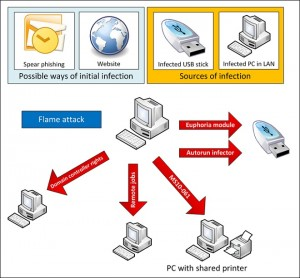 Spear phishing
Website
Possible ways of initial infection
Infected USB stick
Infected PC in LAN
Sources of infection
Flame attack
Euphoria module
Autorun infector
Domain controller rights
Remote jobs
MS10-061
PC with shared printer